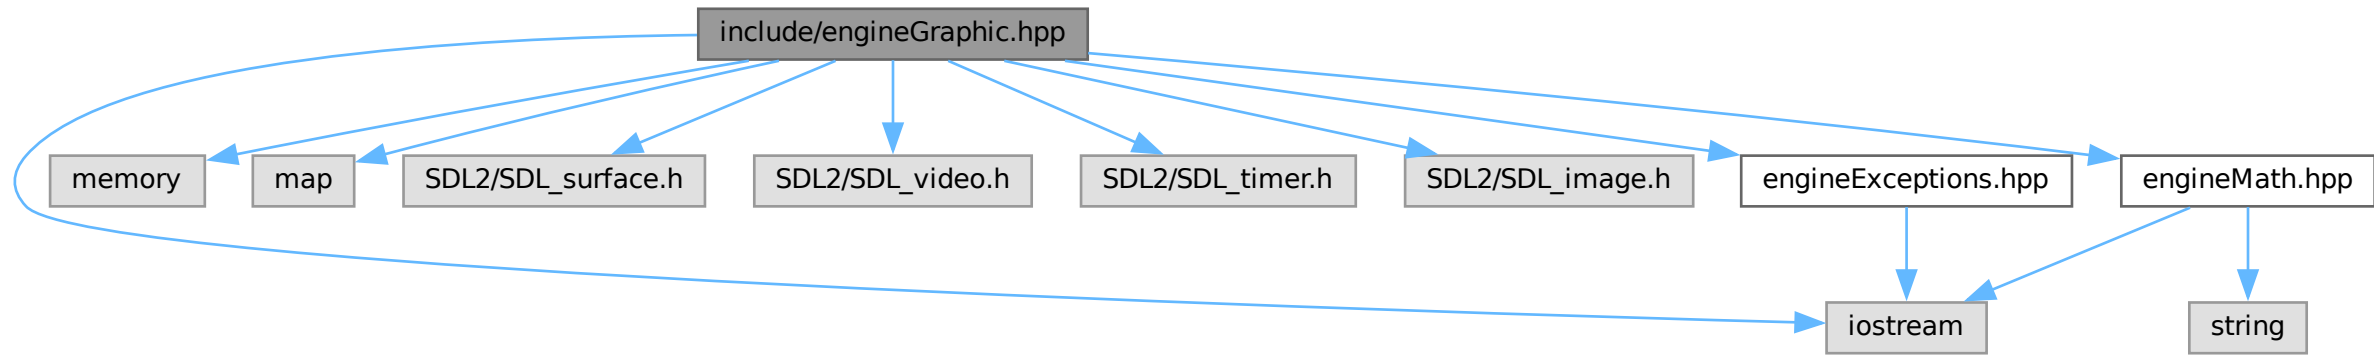 include/engineGraphic.hpp
memory
map
SDL2/SDL_surface.h
SDL2/SDL_video.h
SDL2/SDL_timer.h
SDL2/SDL_image.h
engineExceptions.hpp
engineMath.hpp
iostream
string